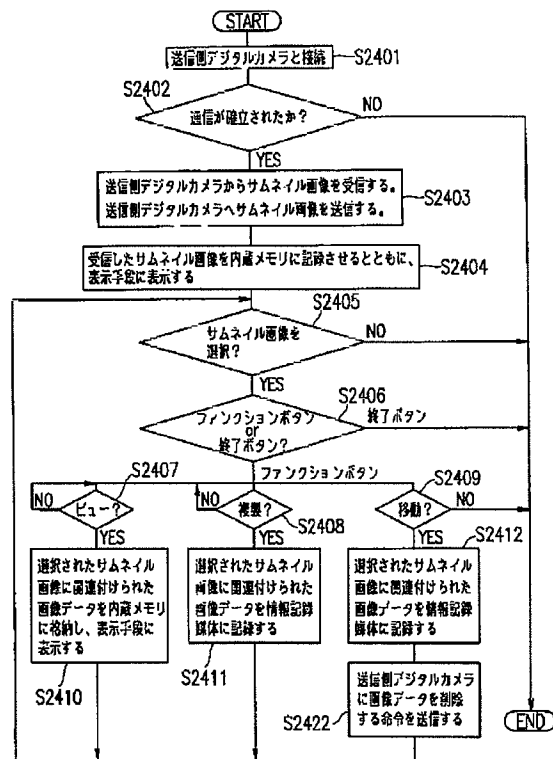 START
送信側デジタルカメラと接続
S2401
S2402
通信が確立されたか?
NO
YES
送信側デジタルカメラからサムネイル画像を受信する。
送信側デジタルカメラへサムネイル画像を送信する。
S2403
受信したサムネイル画像を内蔵メモリに記録させるとともに、
表示手段に表示する
S2404
S2405
サムネイル画像を
選択?
NO
YES
S2406
ファンクションボタン
or
終了ボタン?
終了ボタン
ファンクションボタン
S2407
NO
ビュー?
YES
NO
複製?
S2408
YES
S2409
移動?
NO
YES
S2412
選択されたサムネイル
画像に関連付けられた
画像データを内蔵メモリ
に格納し、表示手段に
表示する
S2410
選択されたサムネイル
画像に関連付けられた
画像データを情報記録
媒体に記録する
S2411
選択されたサムネイル
画像に関連付けられた
画像データを情報記録
媒体に記録する
送信側デジタルカメラ
に画像データを削除
する命令を送信する
S2422
END